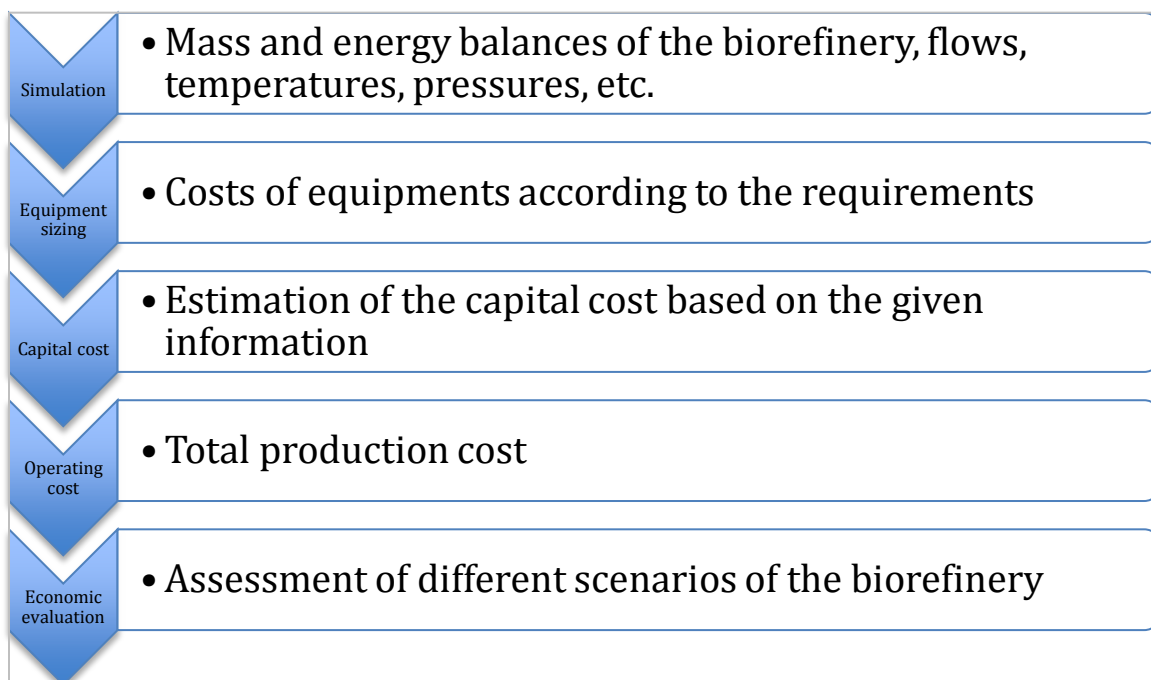 Simulation
• Mass and energy balances of the biorefinery, flows,
temperatures, pressures, etc.
Equipment
sizing
• Costs of equipments according to the requirements
Capital cost
• Estimation of the capital cost based on the given
information
Operating
cost
• Total production cost
Economic
evaluation
• Assessment of different scenarios of the biorefinery